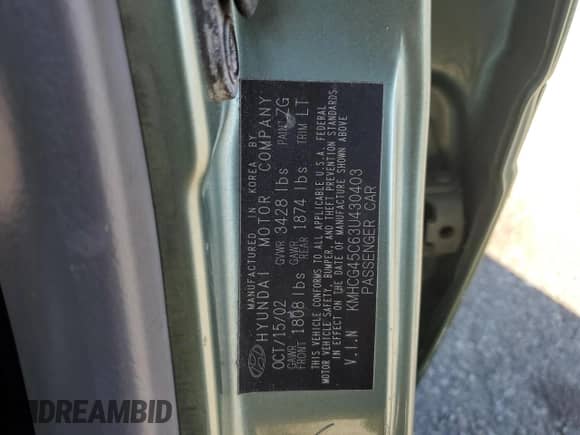 MANUFACTURED IN KOREA BY
HYUNDAI MOTOR COMPANY
OCT/15/02 GVWR 3428 lbs PAINT ZG
GAWR FRONT 1808 lbs GAWR REAR 1874 lbs TRIM LT
THIS VEHICLE CONFORMS TO ALL APPLICABLE U.S.A. FEDERAL
MOTOR VEHICLE SAFETY, BUMPER, AND THEFT PREVENTION STANDARDS
IN EFFECT ON THE DATE OF MANUFACTURE SHOWN ABOVE
V.I.N KMHCG45C63U430403
PASSENGER CAR
IDREAMBID